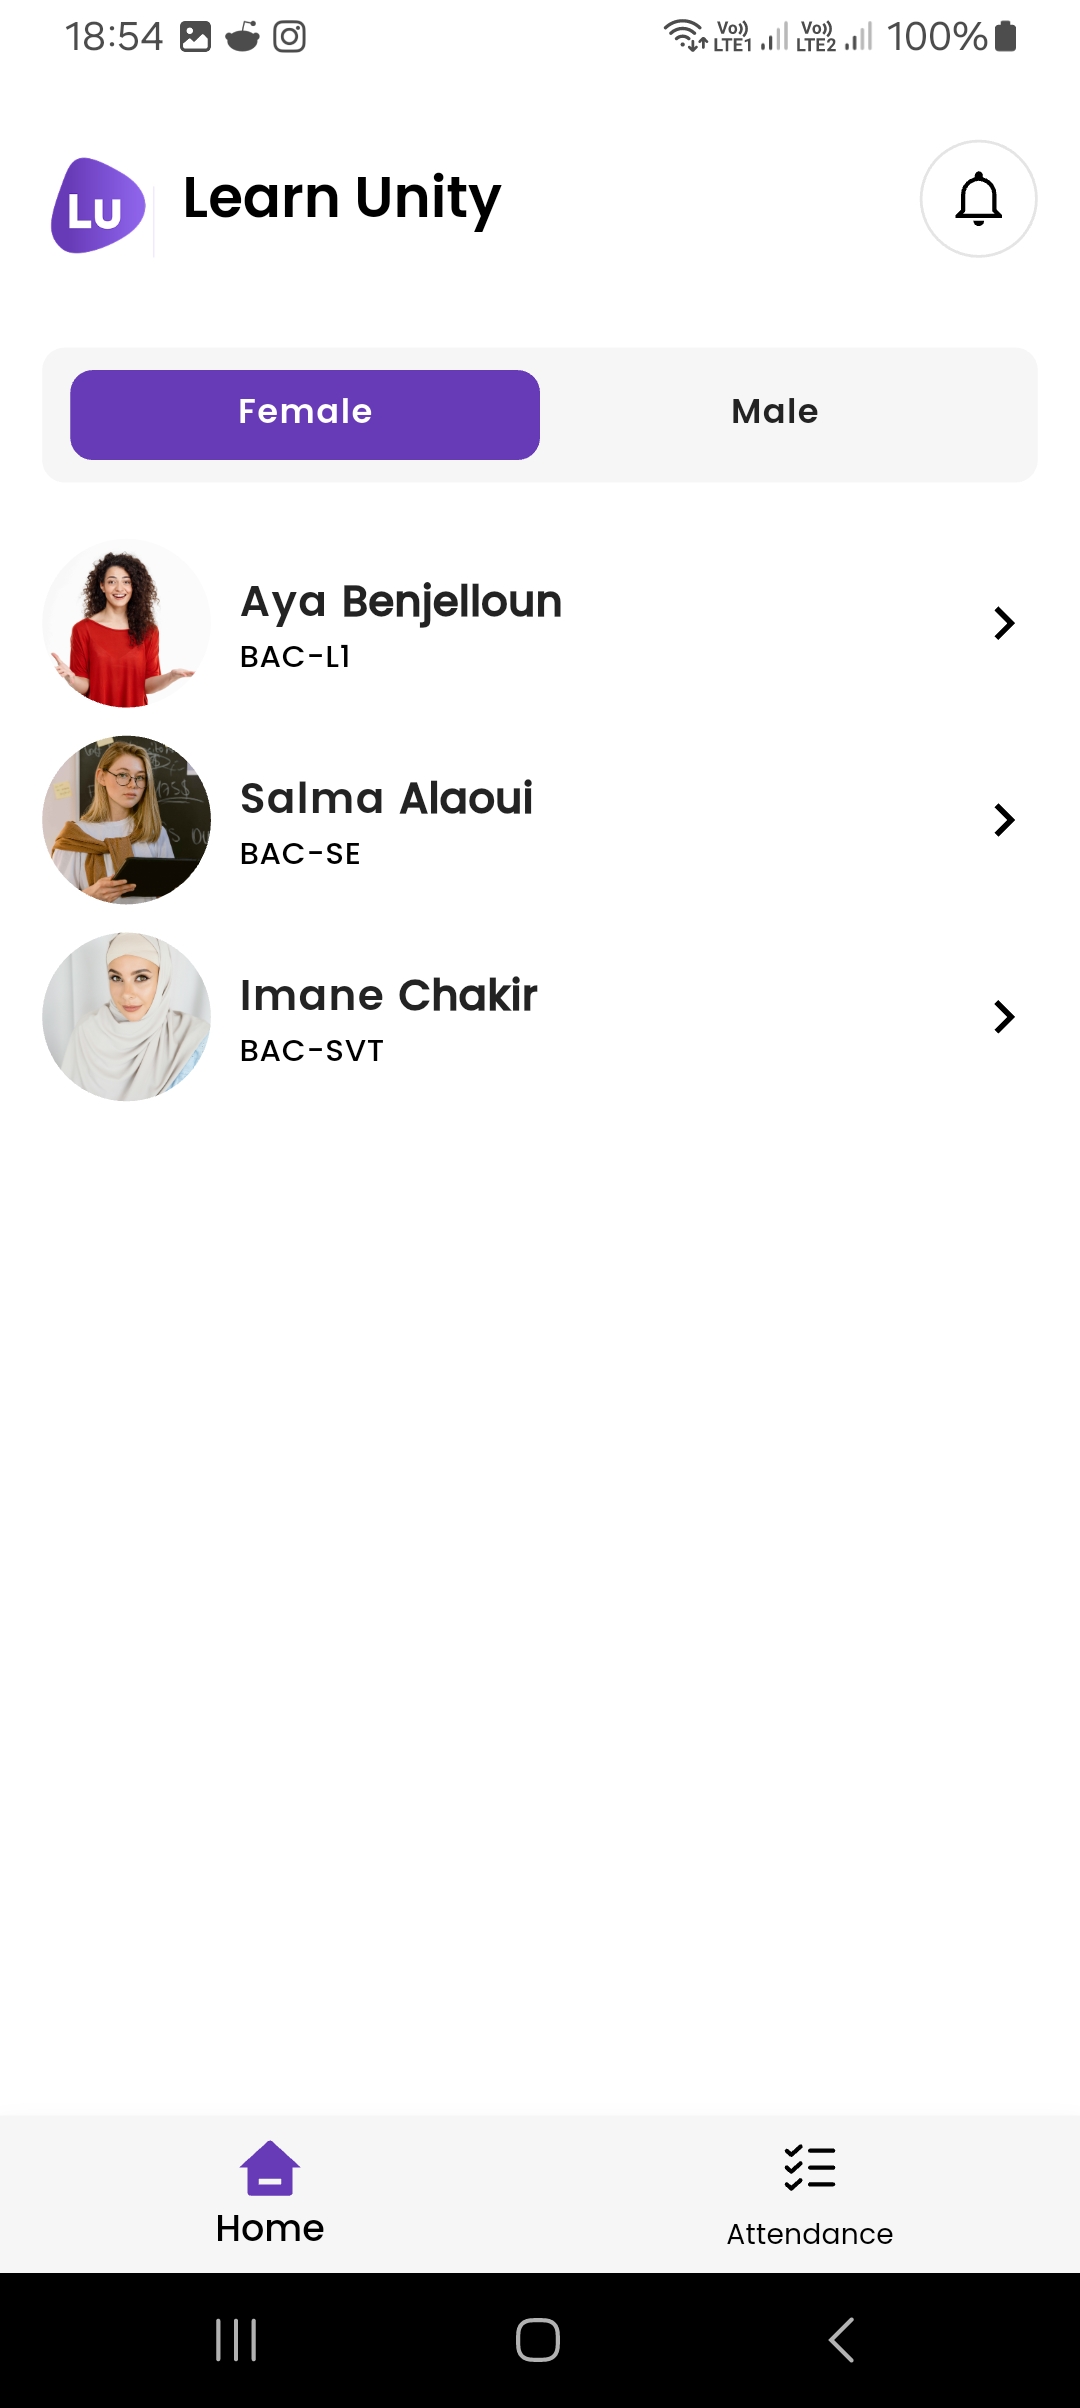 18:54
Vo)) LTE1 Vo)) LTE2 100%
Lu Learn Unity
Female Male
Aya Benjelloun
BAC-L1
Salma Alaoui
BAC-SE
Imane Chakir
BAC-SVT
Home Attendance